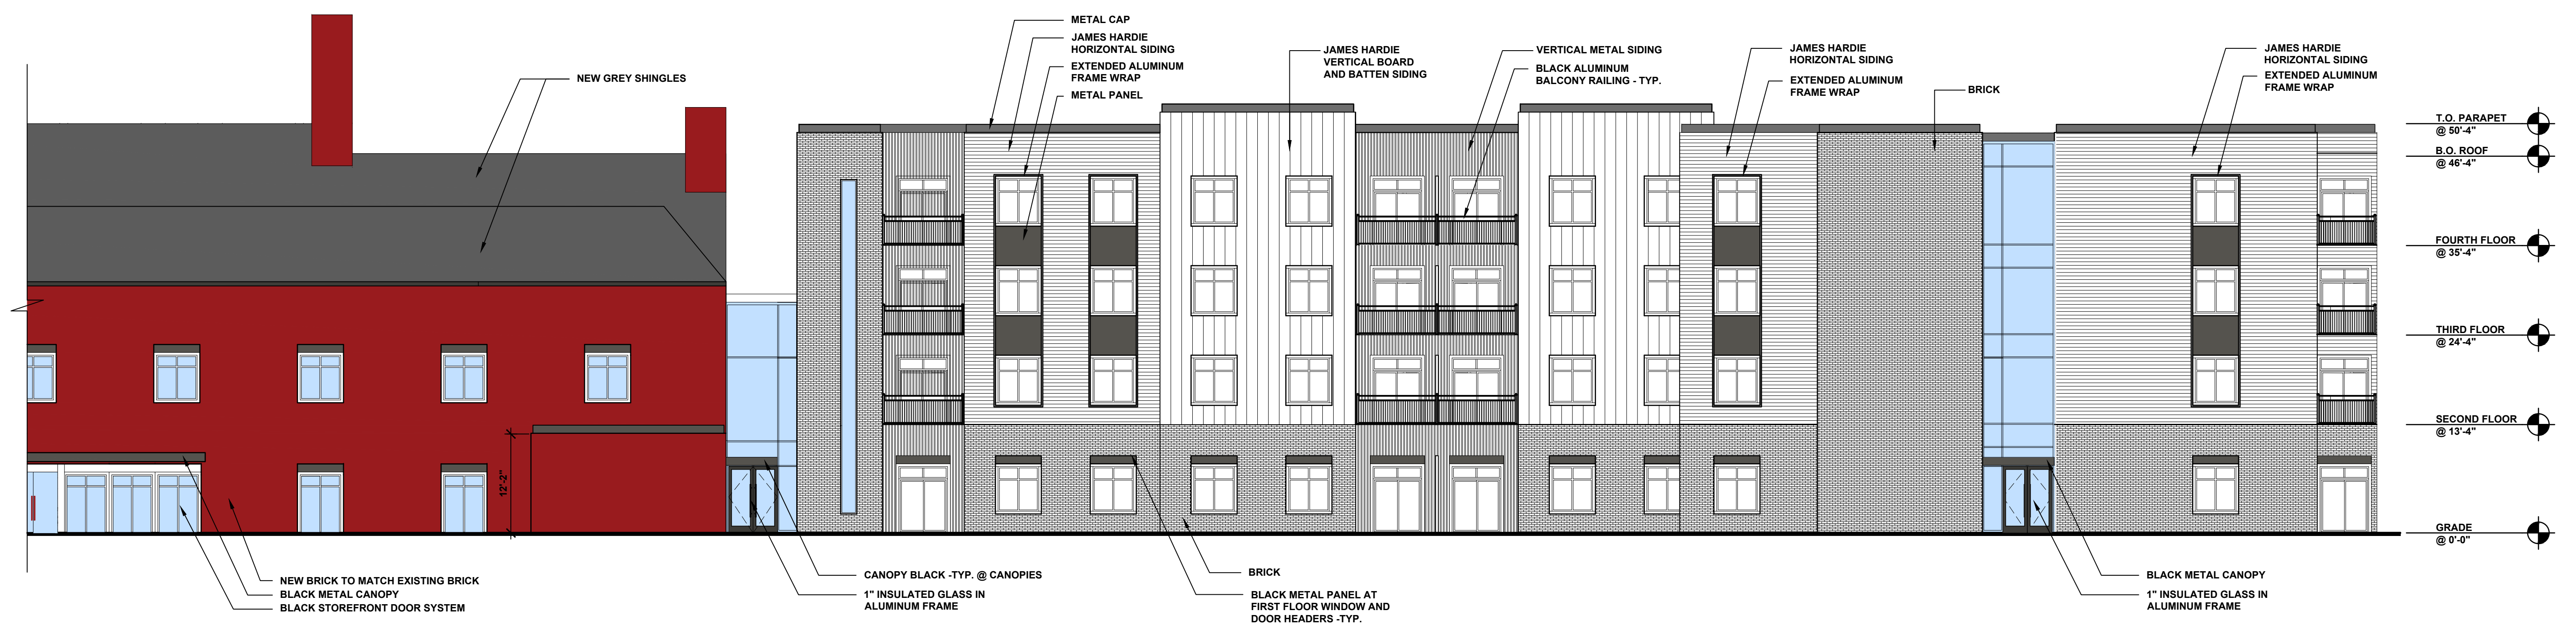 METAL CAP
JAMES HARDIE
HORIZONTAL SIDING
EXTENDED ALUMINUM
FRAME WRAP
METAL PANEL
NEW GREY SHINGLES
JAMES HARDIE
VERTICAL BOARD
AND BATTEN SIDING
VERTICAL METAL SIDING
BLACK ALUMINUM
BALCONY RAILING - TYP.
JAMES HARDIE
HORIZONTAL SIDING
EXTENDED ALUMINUM
FRAME WRAP
BRICK
JAMES HARDIE
HORIZONTAL SIDING
EXTENDED ALUMINUM
FRAME WRAP
T.O. PARAPET
@ 50'-4"
B.O. ROOF
@ 46'-4"
FOURTH FLOOR
@ 35'-4"
THIRD FLOOR
@ 24'-4"
SECOND FLOOR
@ 13'-4"
GRADE
@ 0'-0"
12'-2"
NEW BRICK TO MATCH EXISTING BRICK
BLACK METAL CANOPY
BLACK STOREFRONT DOOR SYSTEM
CANOPY BLACK -TYP. @ CANOPIES
1" INSULATED GLASS IN
ALUMINUM FRAME
BRICK
BLACK METAL PANEL AT
FIRST FLOOR WINDOW AND
DOOR HEADERS -TYP.
BLACK METAL CANOPY
1" INSULATED GLASS IN
ALUMINUM FRAME